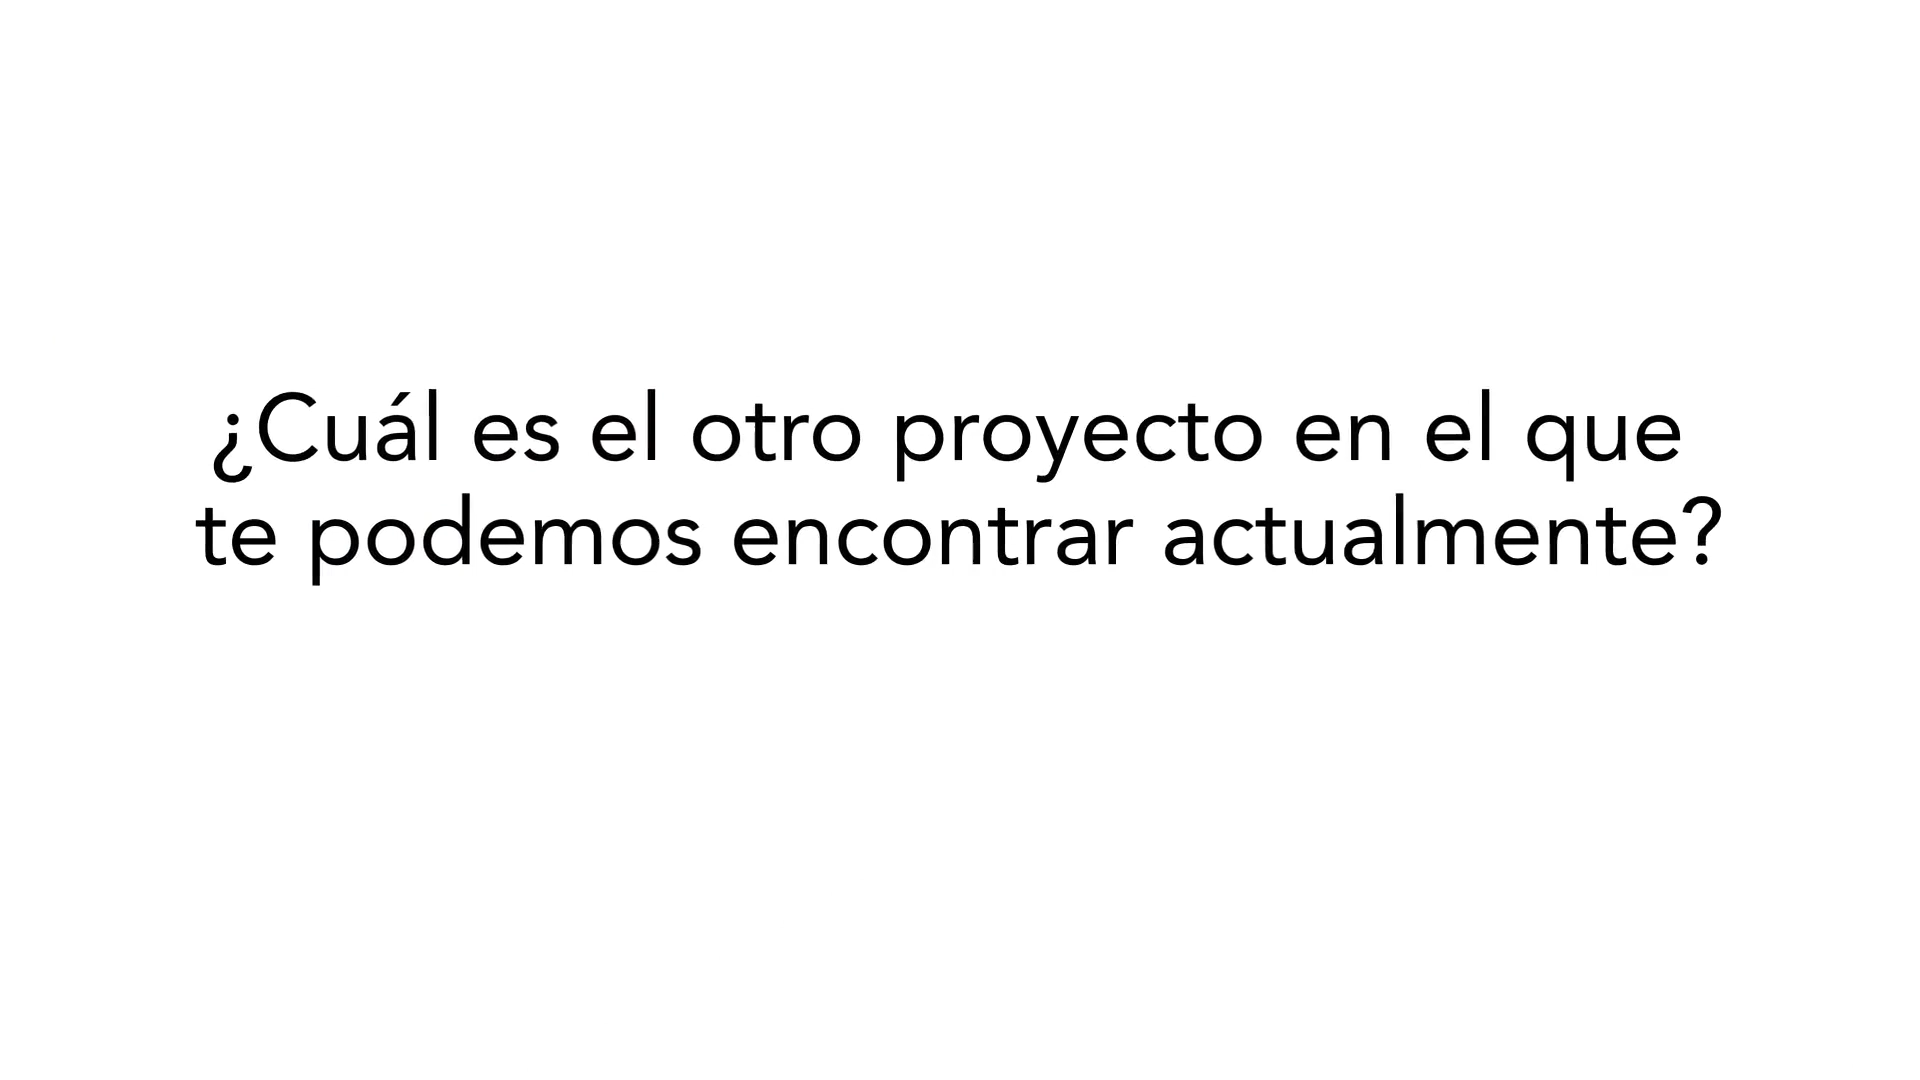 ¿Cuál es el otro proyecto en el que
te podemos encontrar actualmente?